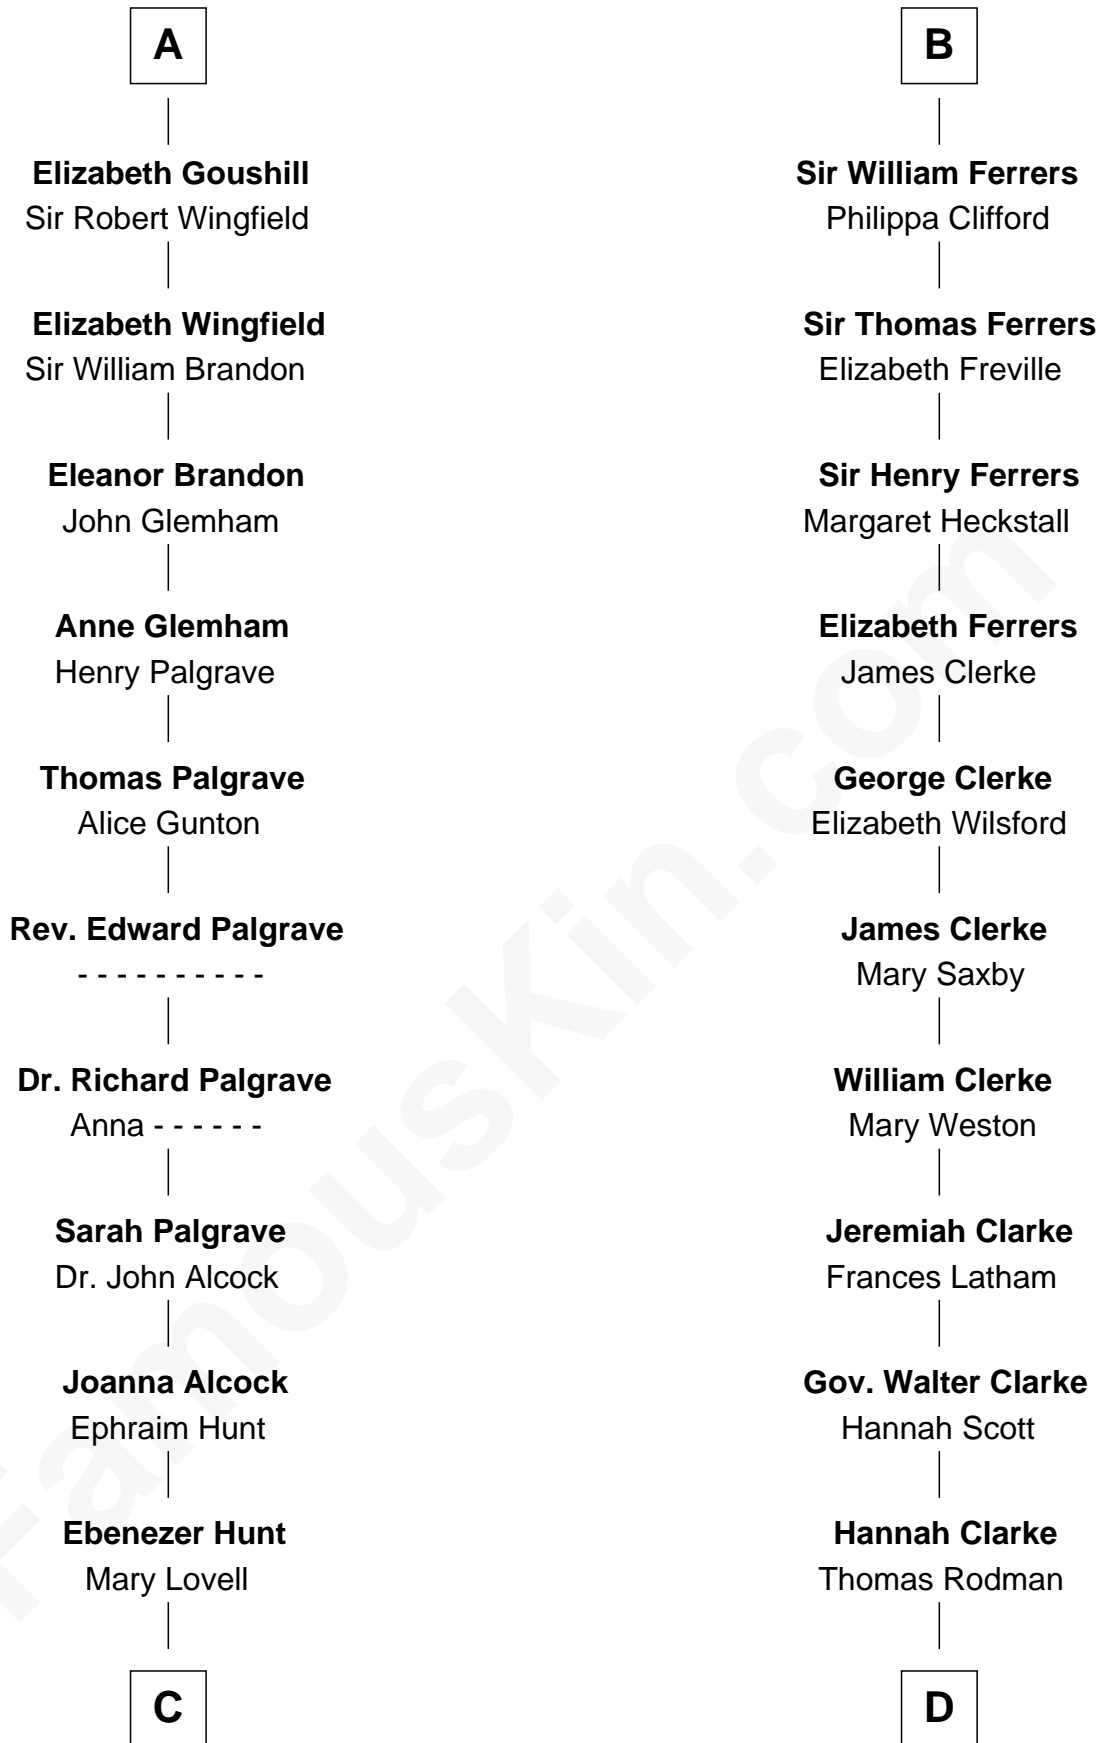 A
Elizabeth Goushill
Sir Robert Wingfield
Elizabeth Wingfield
Sir William Brandon
Eleanor Brandon
John Glemham
Anne Glemham
Henry Palgrave
Thomas Palgrave
Alice Gunton
Rev. Edward Palgrave
- - - - - - - - - -
Dr. Richard Palgrave
Anna - - - - - -
Sarah Palgrave
Dr. John Alcock
Joanna Alcock
Ephraim Hunt
Ebenezer Hunt
Mary Lovell
C
B
Sir William Ferrers
Philippa Clifford
Sir Thomas Ferrers
Elizabeth Freville
Sir Henry Ferrers
Margaret Heckstall
Elizabeth Ferrers
James Clerke
George Clerke
Elizabeth Wilsford
James Clerke
Mary Saxby
William Clerke
Mary Weston
Jeremiah Clarke
Frances Latham
Gov. Walter Clarke
Hannah Scott
Hannah Clarke
Thomas Rodman
D
FamousKin.com